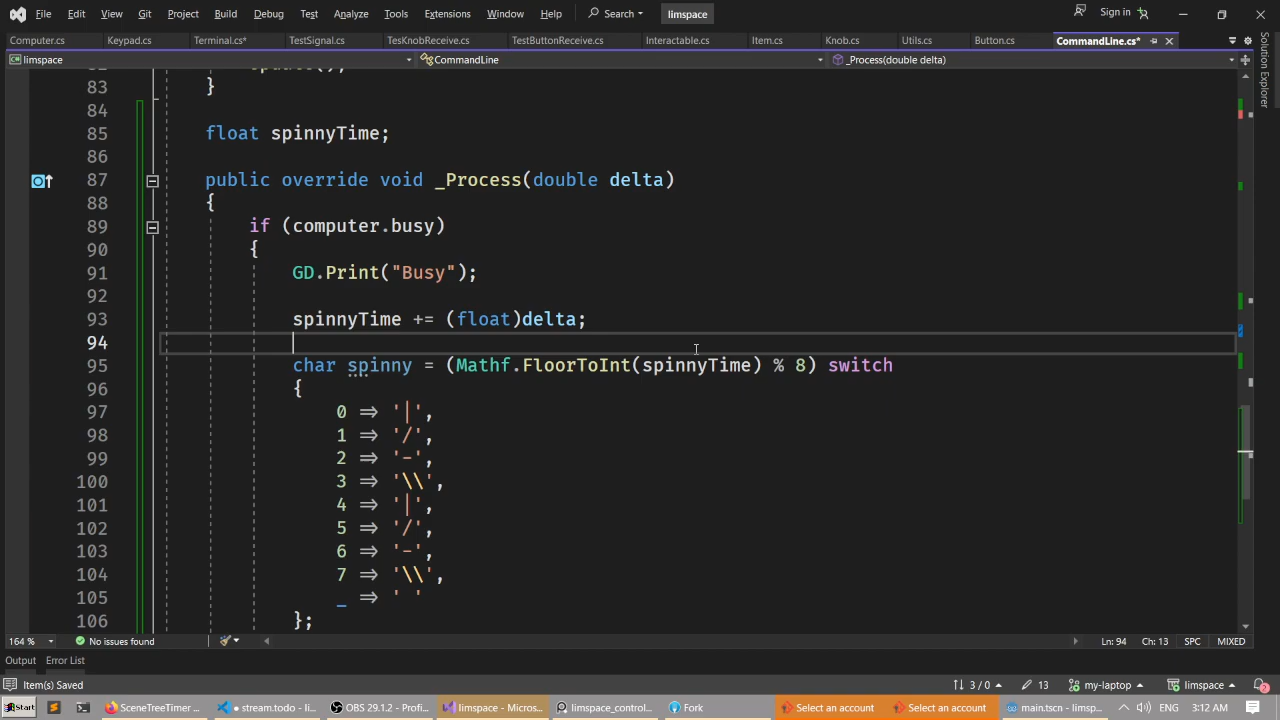 File Edit View Git Project Build Debug Test Analyze Tools Extensions Window Help Search limspace Sign in
Computer.cs Keypad.cs Terminal.cs* TestSignal.cs TesKnobReceive.cs TestButtonReceive.cs Interactable.cs Item.cs Knob.cs Utils.cs Button.cs CommandLine.cs*
limspace CommandLine _Process(double delta)
83 }
84
85 float spinnyTime;
86
87 public override void _Process(double delta)
88 {
89 if (computer.busy)
90 {
91 GD.Print("Busy");
92
93 spinnyTime += (float)delta;
94
95 char spinny = (Mathf.FloorToInt(spinnyTime) % 8) switch
96 {
97 0 => '|',
98 1 => '/',
99 2 => '-',
100 3 => '\\',
101 4 => '|',
102 5 => '/',
103 6 => '-',
104 7 => '\\',
105 _ => ' '
106 };
Solution Explorer
164 % No issues found Ln: 94 Ch: 13 SPC MIXED
Output Error List
Item(s) Saved 3 / 0 13 my-laptop limspace 2
Start SceneTreeTimer stream.todo - OBS 29.1.2 - Profi... limspace - Micros... limspace_control... Fork Select an account Select an account main.tscn - limsp... 3:12 AM